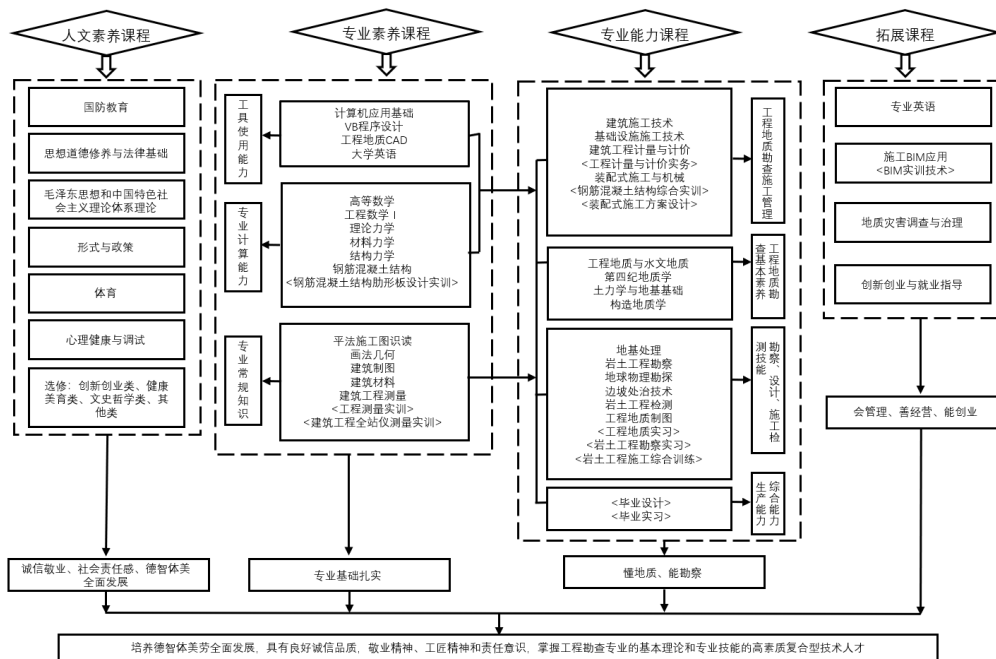 人文素养课程
专业素养课程
专业能力课程
拓展课程
国防教育
思想道德修养与法律基础
毛泽东思想和中国特色社
会主义理论体系理论
形式与政策
体育
心理健康与调试
选修：创新创业类、健康
美育类、文史哲学类、其
他类
工具使用能力
计算机应用基础
VB程序设计
工程地质CAD
大学英语
专业计算能力
高等数学
工程数学Ⅰ
理论力学
材料力学
结构力学
钢筋混凝土结构
<钢筋混凝土结构肋形板设计实训>
专业常规知识
平法施工图识读
画法几何
建筑制图
建筑材料
建筑工程测量
<工程测量实训>
<建筑工程全站仪测量实训>
建筑施工技术
基础设施施工技术
建筑工程计量与计价
<工程计量与计价实务>
装配式施工与机械
<钢筋混凝土结构综合实训>
<装配式施工方案设计>
工程地质勘查施工管理
工程地质与水文地质
第四纪地质学
土力学与地基基础
构造地质学
工程地质勘
查基本素养
地基处理
岩土工程勘察
地球物理勘探
边坡处治技术
岩土工程检测
工程地质制图
<工程地质实习>
<岩土工程勘察实习>
<岩土工程施工综合训练>
勘察、设计、施工检
测技能
<毕业设计>
<毕业实习>
综合能力
生产能力
专业英语
施工BIM应用
<BIM实训技术>
地质灾害调查与治理
创新创业与就业指导
会管理、善经营、能创业
诚信敬业、社会责任感、德智体美
全面发展
专业基础扎实
懂地质、能勘察
培养德智体美劳全面发展，具有良好诚信品质，敬业精神、工匠精神和责任意识，掌握工程勘查专业的基本理论和专业技能的高素质复合型技术人才